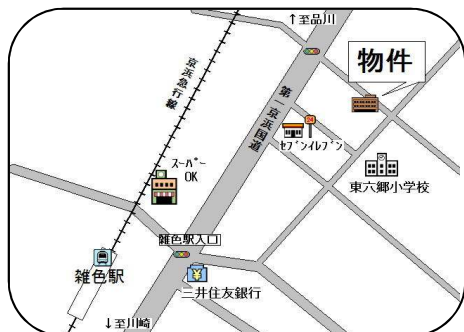 ↑至品川
物件
京浜急行線
第一京浜国道
24
セブンイレブン
スーパー
OK
東六郷小学校
雑色駅入口
雑色駅
¥
三井住友銀行
↓至川崎